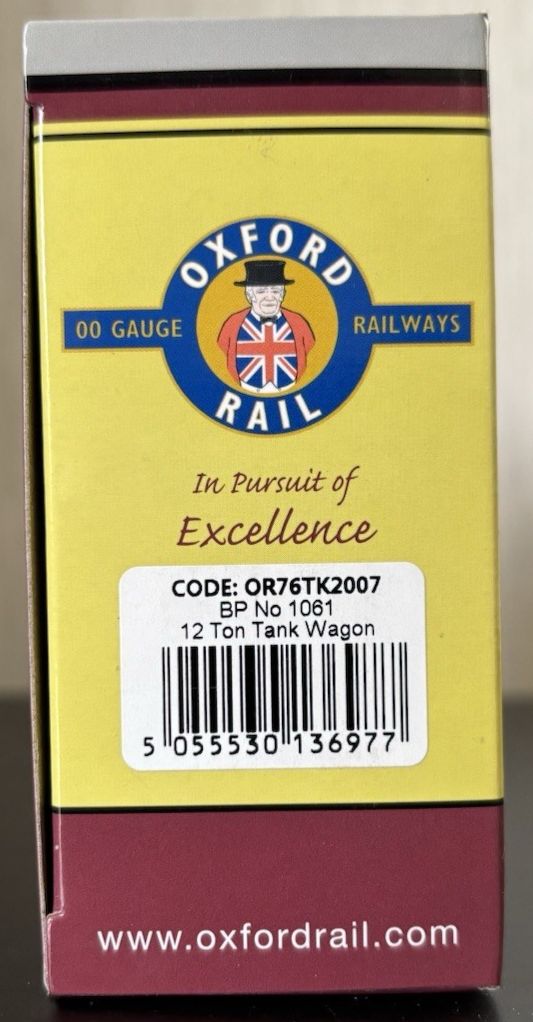 OXFORD
00 GAUGE RAILWAYS
RAIL
In Pursuit of
Excellence
CODE: OR76TK2007
BP No 1061
12 Ton Tank Wagon
5 055530 136977
www.oxfordrail.com